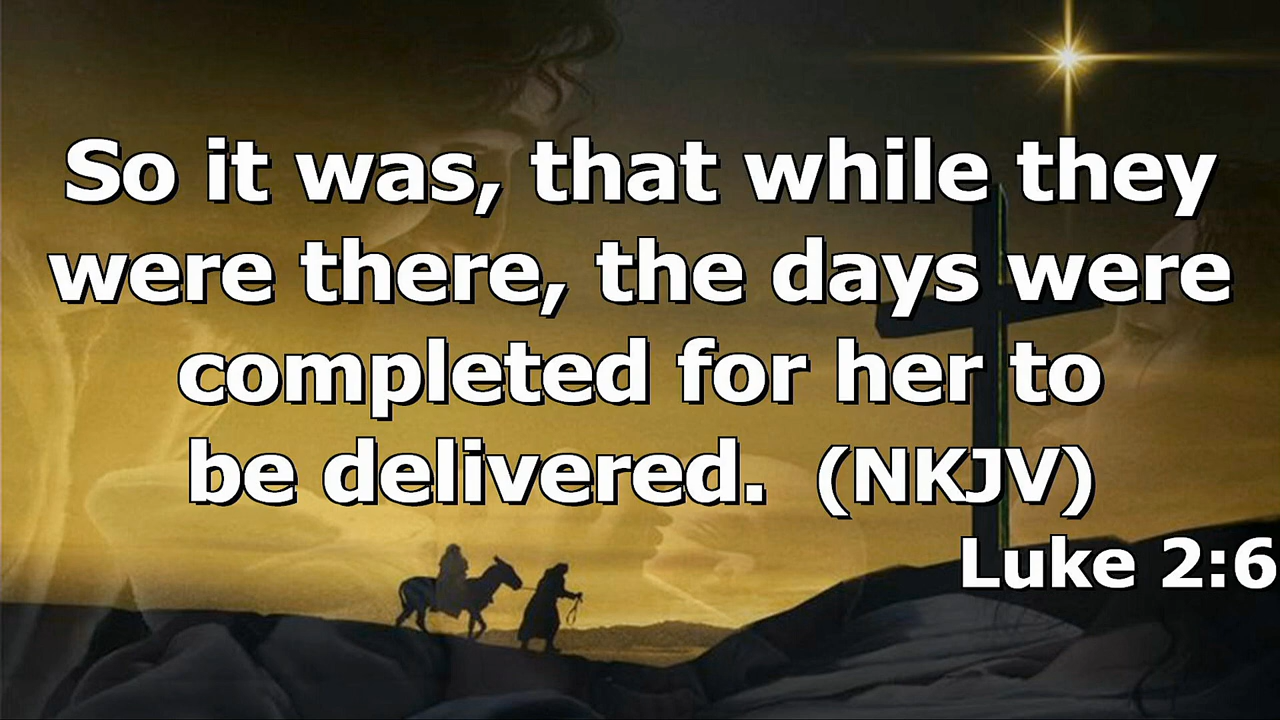 So it was, that while they
were there, the days were
completed for her to
be delivered. (NKJV)
Luke 2:6